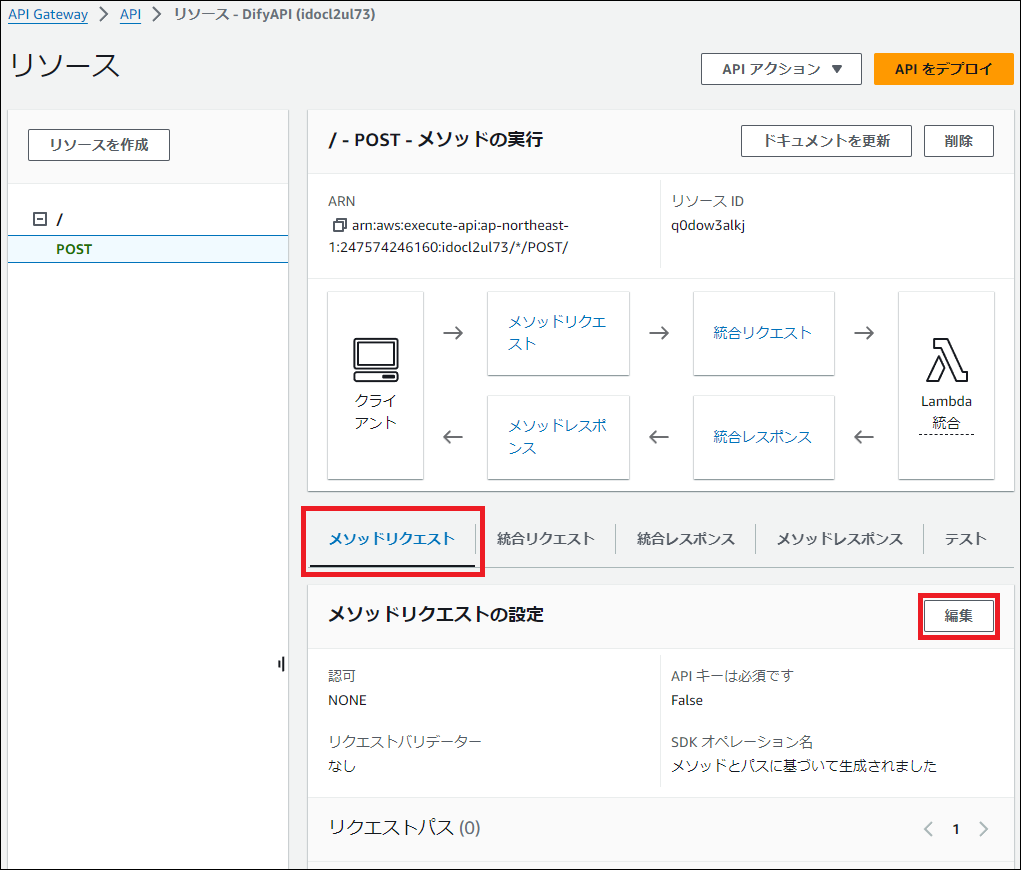 API Gateway > API > リソース - DifyAPI (idocl2ul73)
リソース
API アクション ▼
API をデプロイ
リソースを作成
/
POST
/ - POST - メソッドの実行
ドキュメントを更新
削除
ARN
arn:aws:execute-api:ap-northeast-
1:247574246160:idocl2ul73/*/POST/
リソース ID
q0dow3alkj
クライ
アント
メソッドリクエ
スト
統合リクエスト
メソッドレスポ
ンス
統合レスポンス
Lambda
統合
メソッドリクエスト
統合リクエスト
統合レスポンス
メソッドレスポンス
テスト
メソッドリクエストの設定
編集
認可
NONE
API キーは必須です
False
リクエストバリデーター
なし
SDK オペレーション名
メソッドとパスに基づいて生成されました
リクエストパス (0)
< 1 >